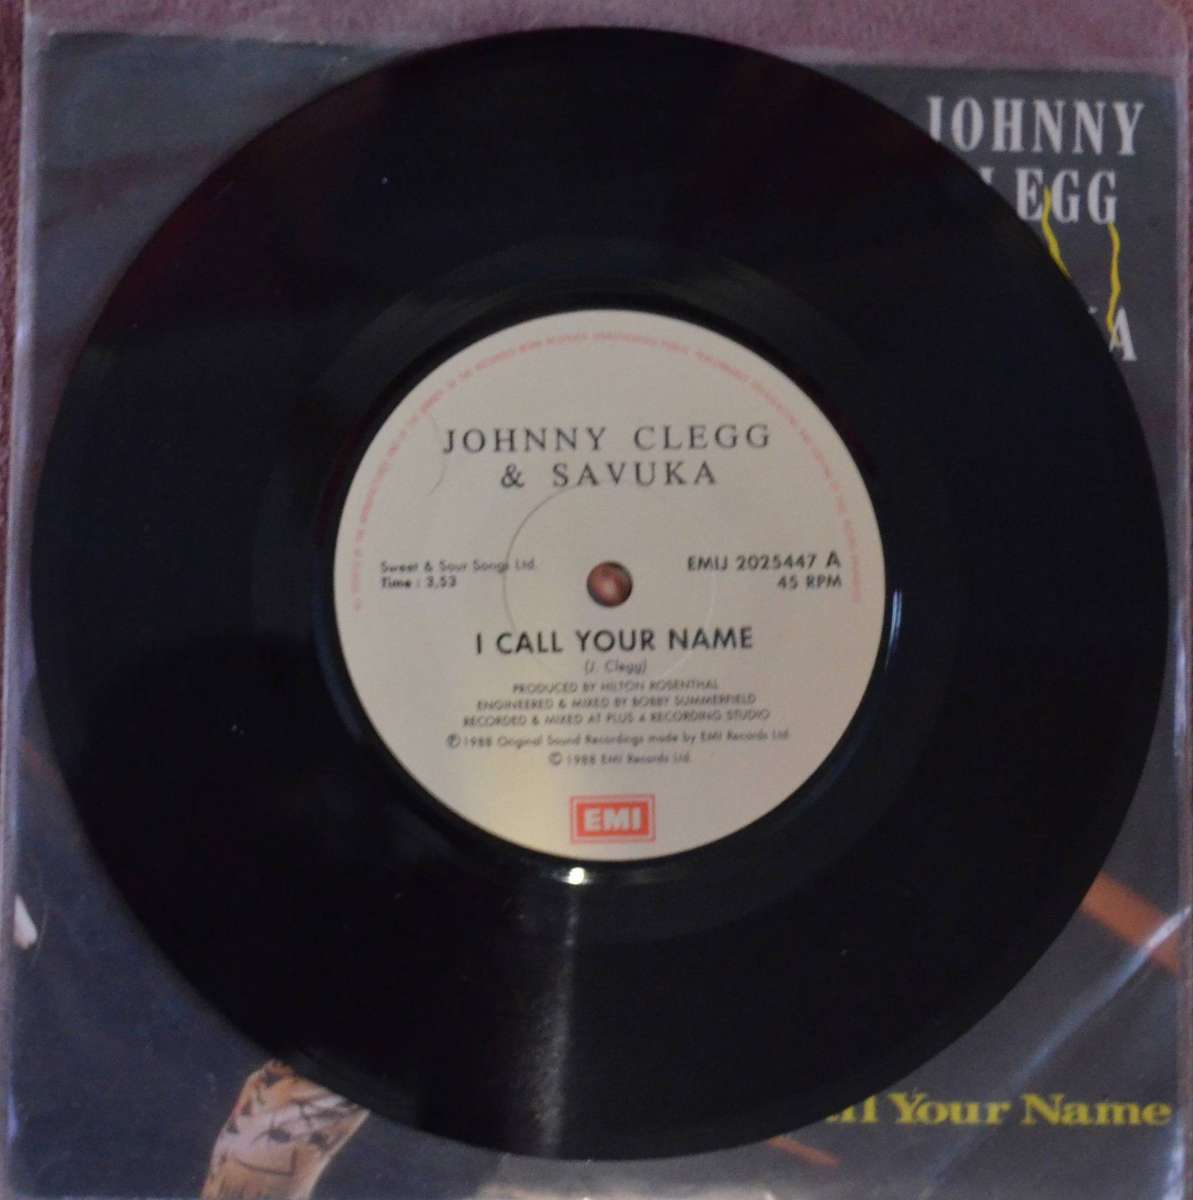 JOHNNY
LEGG
KA
JOHNNY CLEGG
& SAVUKA
Sweet & Sour Songs Ltd.
Time : 3,53
EMIJ 2025447 A
45 RPM
I CALL YOUR NAME
(J. Clegg)
PRODUCED BY HILTON ROSENTHAL
ENGINEERED & MIXED BY BOBBY SUMMERFIELD
RECORDED & MIXED AT PLUS 4 RECORDING STUDIO
℗ 1988 Original Sound Recordings made by EMI Records Ltd.
© 1988 EMI Records Ltd.
EMI
ll Your Name